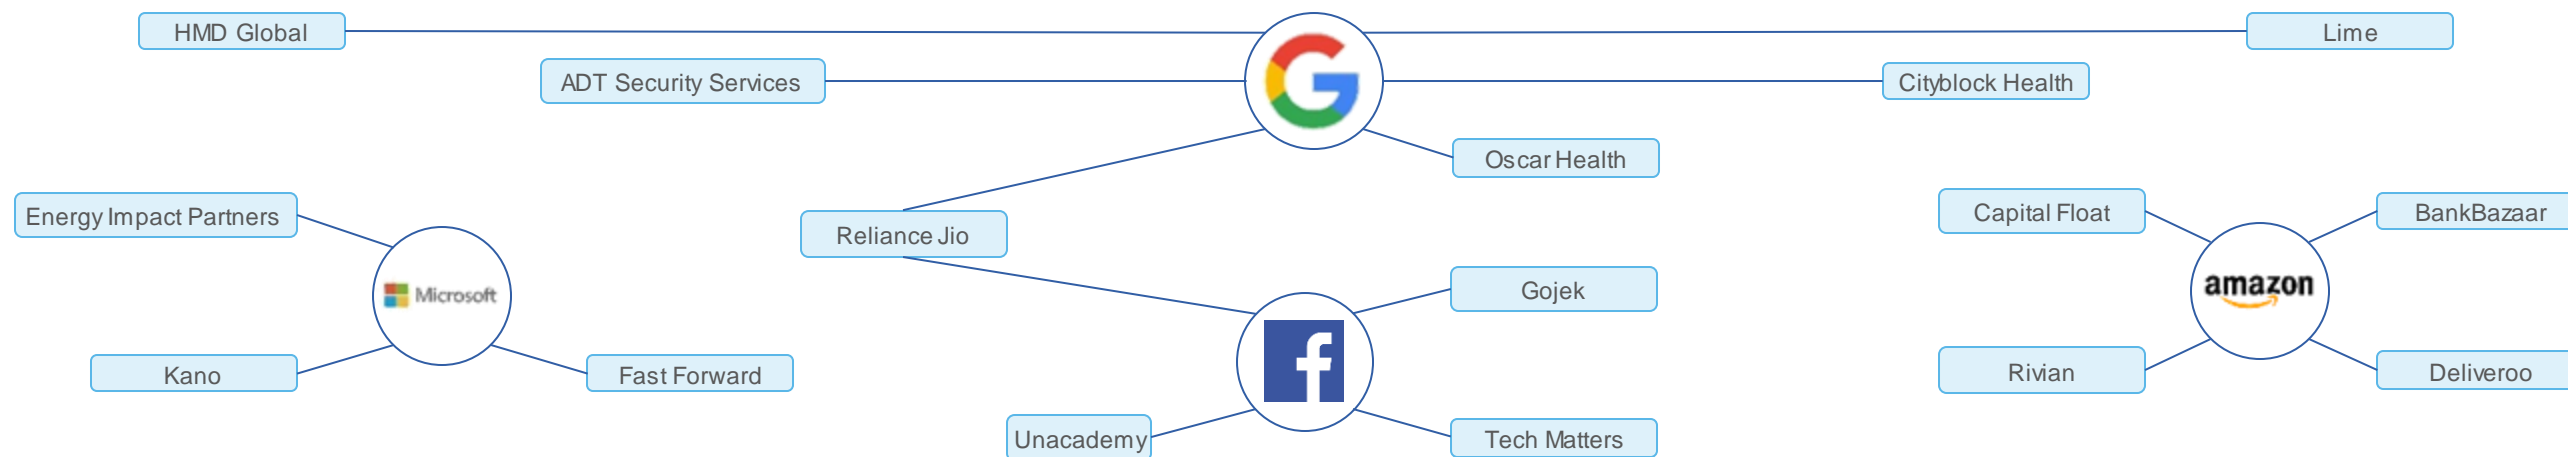 HMD Global
Lime
ADT Security Services
Cityblock Health
Oscar Health
Energy Impact Partners
Reliance Jio
Capital Float
BankBazaar
Microsoft
Gojek
amazon
Kano
Fast Forward
Rivian
Deliveroo
Unacademy
Tech Matters